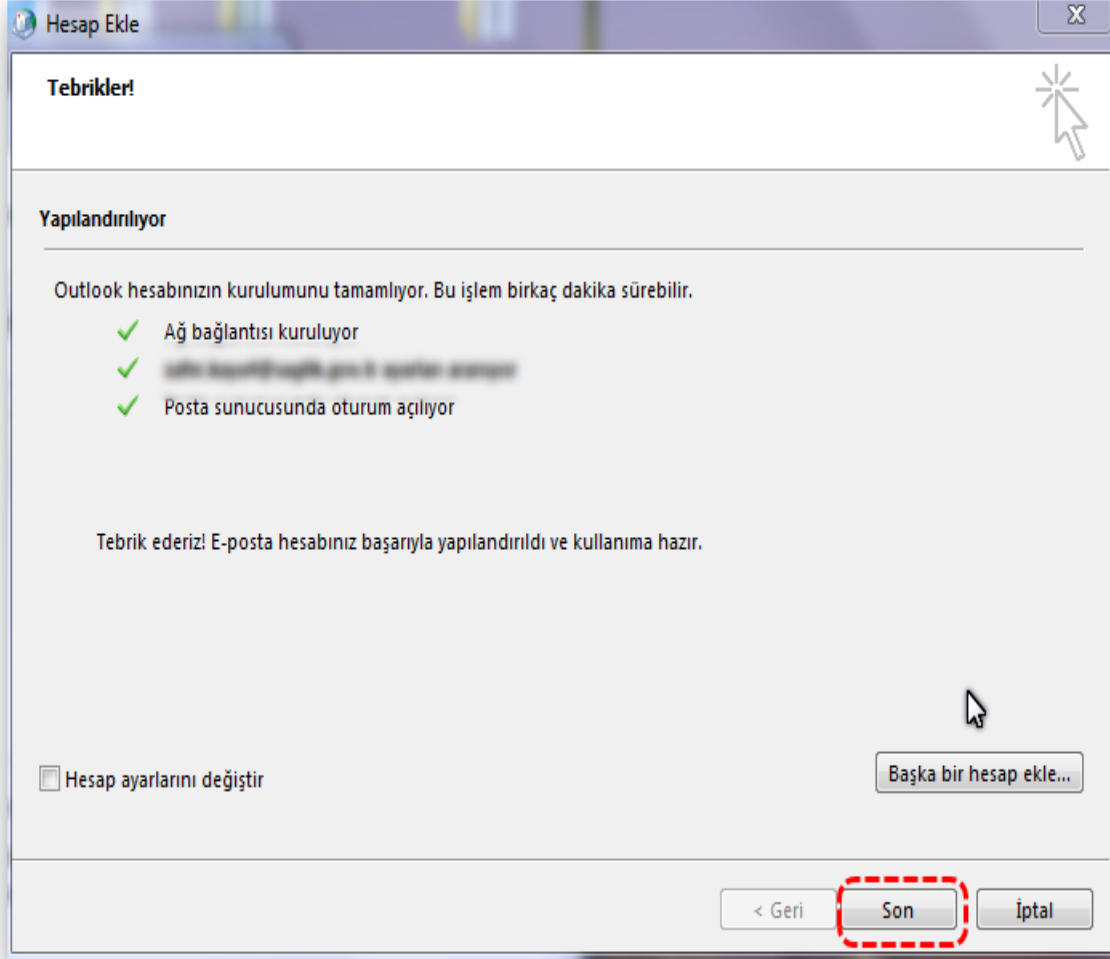 Hesap Ekle
X
Tebrikler!
Yapılandırılıyor
Outlook hesabınızın kurulumunu tamamlıyor. Bu işlem birkaç dakika sürebilir.
Ağ bağlantısı kuruluyor
Posta sunucusunda oturum açılıyor
Tebrik ederiz! E-posta hesabınız başarıyla yapılandırıldı ve kullanıma hazır.
Hesap ayarlarını değiştir
Başka bir hesap ekle...
< Geri
Son
İptal